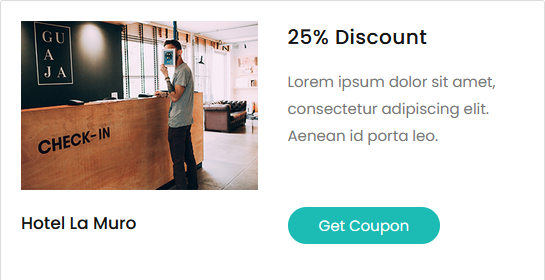 GU
AJA
CHECK-IN
Hotel La Muro
25% Discount
Lorem ipsum dolor sit amet,
consectetur adipiscing elit.
Aenean id porta leo.
Get Coupon